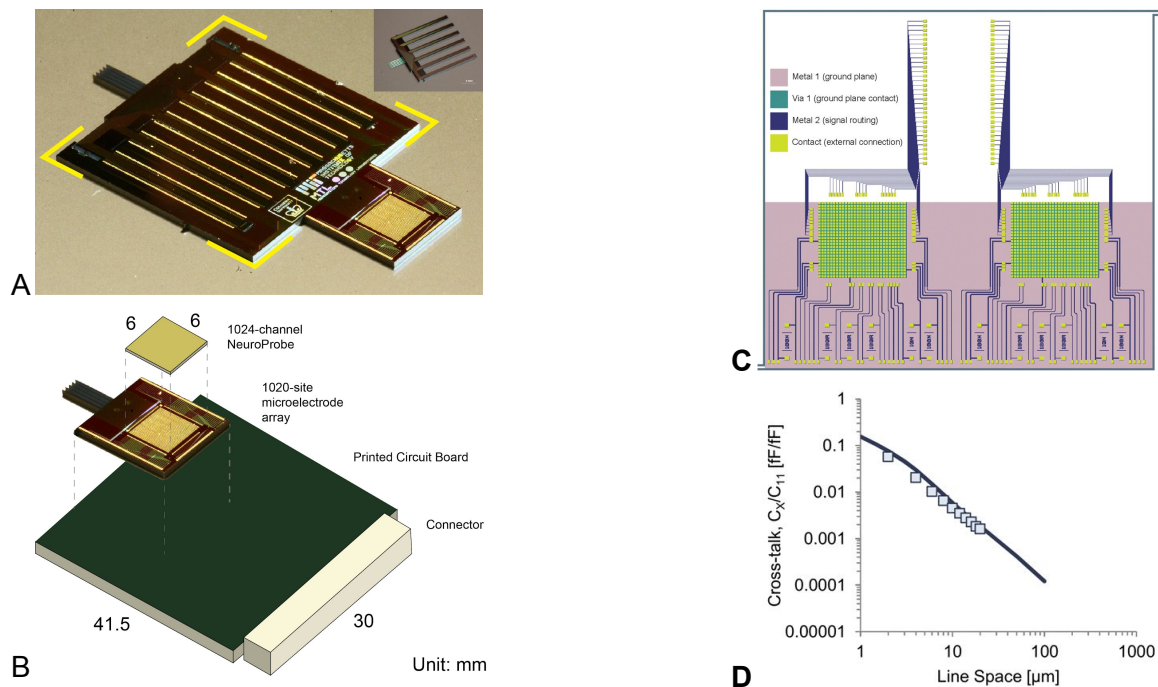 A
6
6
1024-channel
NeuroProbe
1020-site
microelectrode
array
Printed Circuit Board
Connector
41.5
30
B
Unit: mm
Metal 1 (ground plane)
Via 1 (ground plane contact)
Metal 2 (signal routing)
Contact (external connection)
C
Cross-talk, Cx/C11 [fF/fF]
1
0.1
0.01
0.001
0.0001
0.00001
1
10
100
1000
Line Space [µm]
D